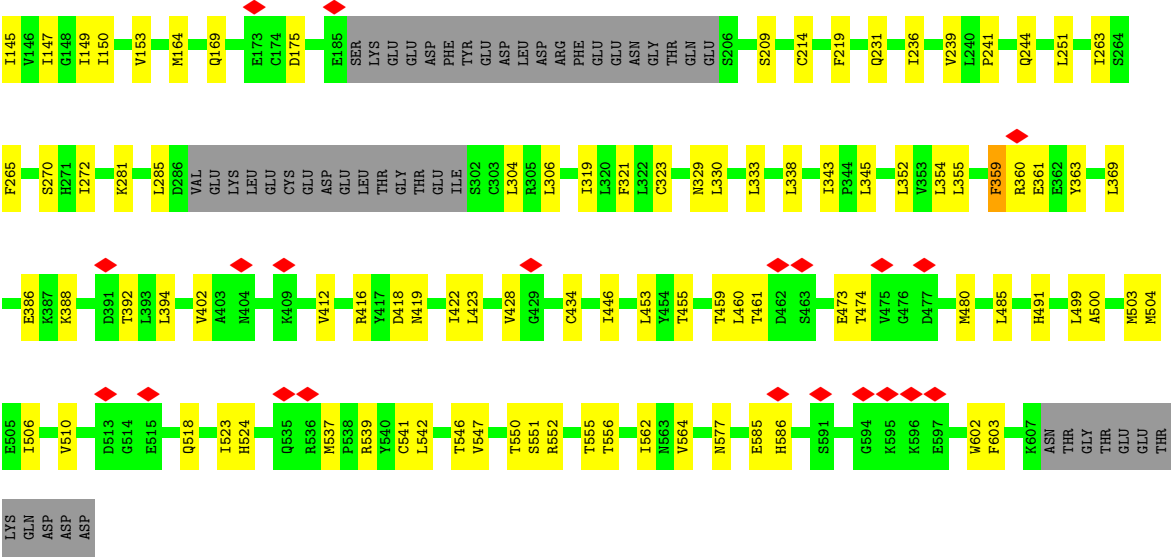 I145 V146 I147 G148 I149 I150 V153 M164 Q169 E173 C174 D175 E185 SER LYS GLU GLU ASP PHE TYR GLU ASP LEU ASP ARG PHE GLU GLU ASN GLY THR GLN GLU S206 S209 C214 F219 Q231 I236 V239 L240 P241 Q244 L251 I263 S264
F265 S270 H271 I272 K281 L285 D286 VAL GLU LYS LEU GLU CYS GLU ASP GLU LEU THR GLY THR GLU ILE S302 C303 L304 R305 L306 I319 L320 F321 L322 C323 N329 L330 L333 L338 I343 P344 L345 L352 V353 L354 L355 F359 R360 E361 E362 Y363 L369
E386 K387 K388 D391 T392 L393 L394 V402 A403 N404 K409 V412 R416 Y417 D418 N419 I422 L423 V428 G429 C434 I446 L453 Y454 T455 T459 L460 T461 D462 S463 E473 T474 V475 G476 D477 M480 L485 H491 L499 A500 M503 M504
E505 I506 V510 D513 G514 E515 Q518 I523 H524 Q535 R536 M537 P538 R539 Y540 C541 L542 T546 V547 T550 S551 R552 T555 T556 I562 N563 V564 N577 E585 H586 S591 G594 K595 K596 E597 W602 F603 K607 ASN THR GLY THR GLU GLU THR
LYS GLN ASP ASP ASP